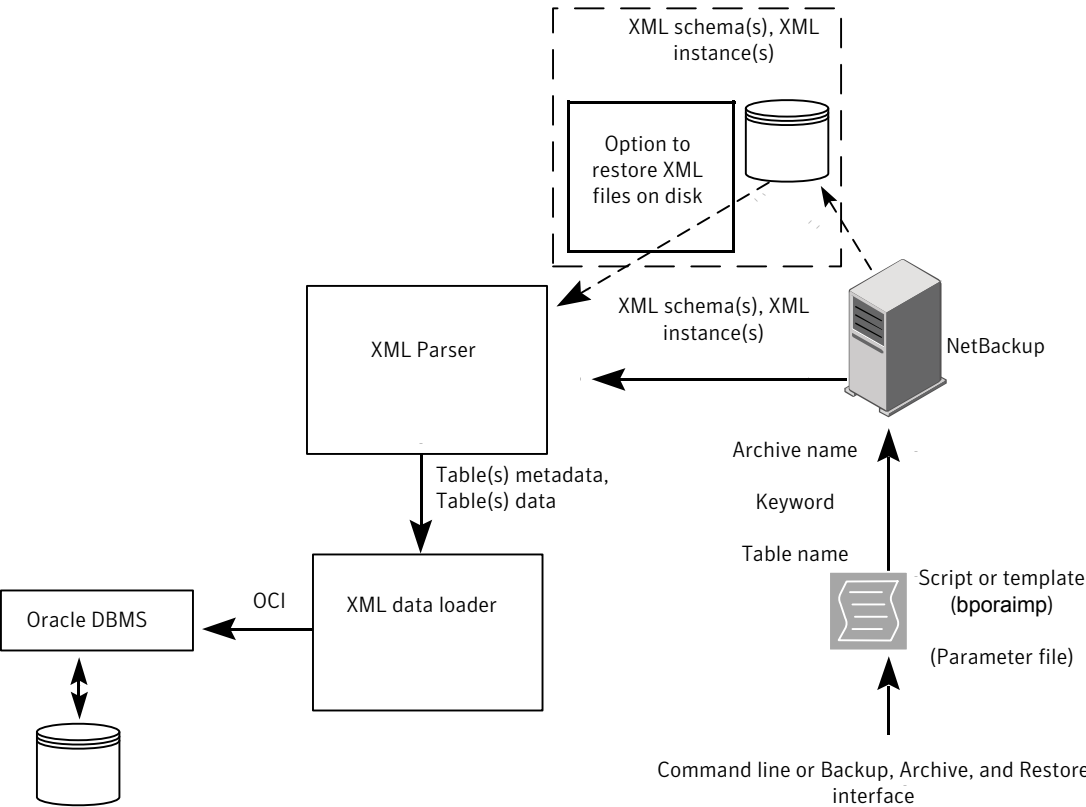 XML schema(s), XML
instance(s)
Option to
restore XML
files on disk
XML schema(s), XML
instance(s)
XML Parser
NetBackup
Archive name
Keyword
Table name
Table(s) metadata,
Table(s) data
Script or template
(bporaimp)
(Parameter file)
OCI
XML data loader
Oracle DBMS
Command line or Backup, Archive, and Restore
interface